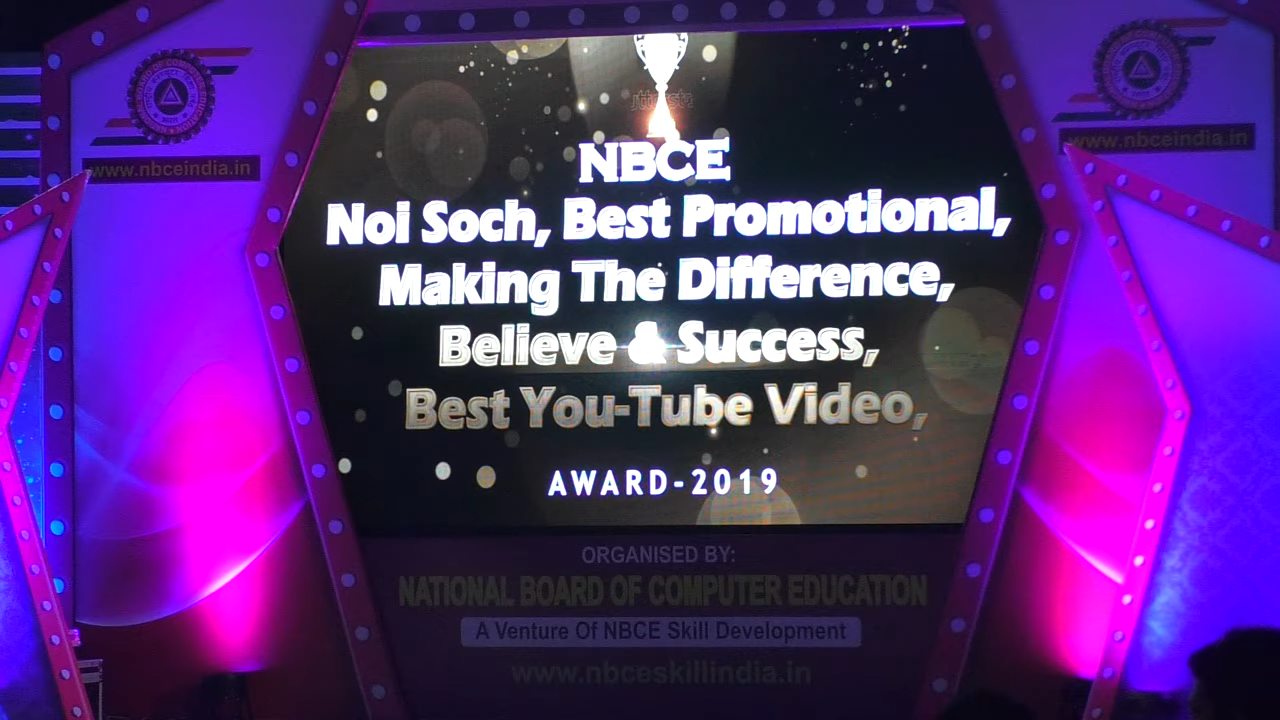 www.nbceindia.in
www.nbceindia.in
NBCE
Noi Soch, Best Promotional,
Making The Difference,
Believe & Success,
Best You-Tube Video,
AWARD-2019
ORGANISED BY:
NATIONAL BOARD OF COMPUTER EDUCATION
A Venture Of NBCE Skill Development
www.nbceskillindia.in